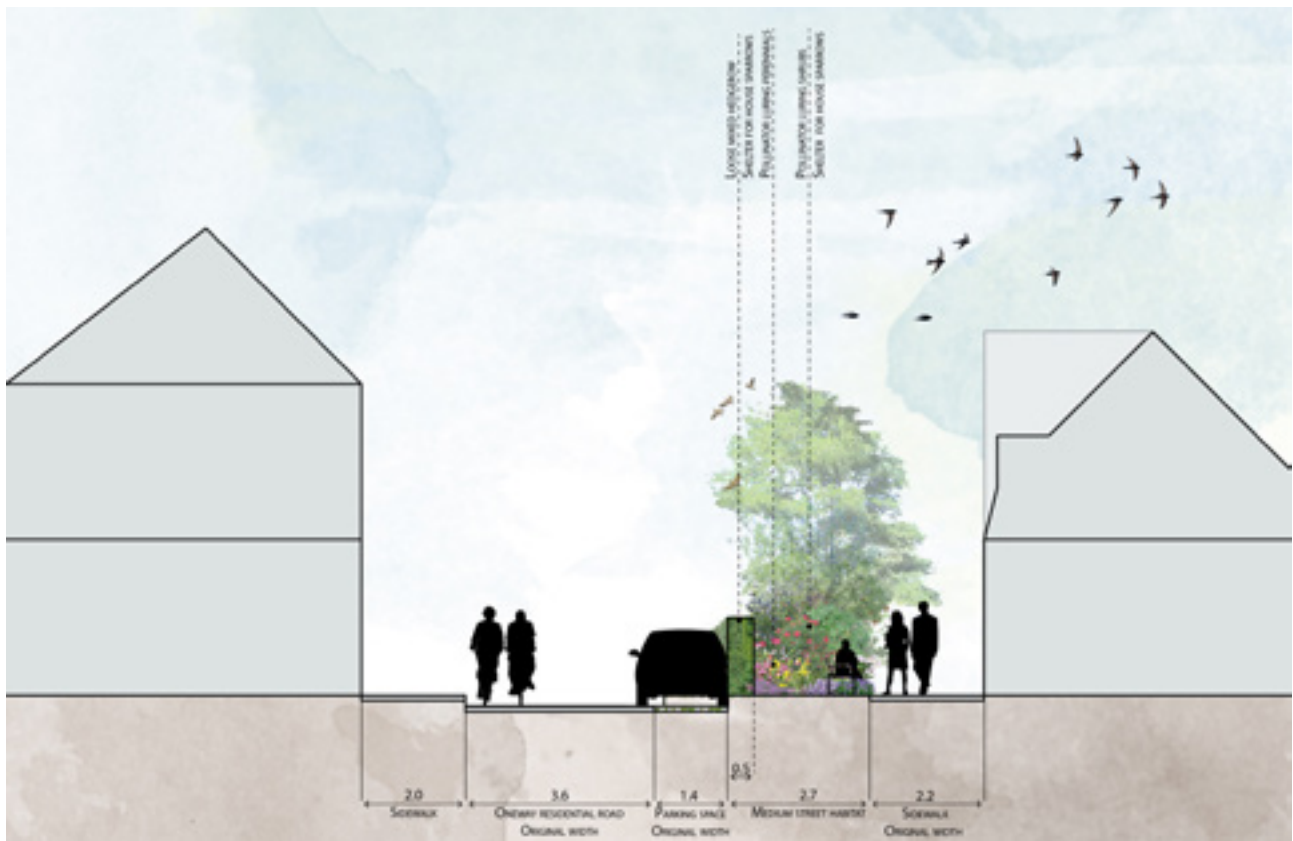 Loose mixed hedgerow
Shelter for house sparrows
Pollinator luring perennials
Pollinator luring shrubs
Shelter for house sparrows
0.5
2.0
3.6
1.4
2.7
2.2
Sidewalk
Oneway residential road
Original width
Parking space
Original width
Medium street habitat
Sidewalk
Original width